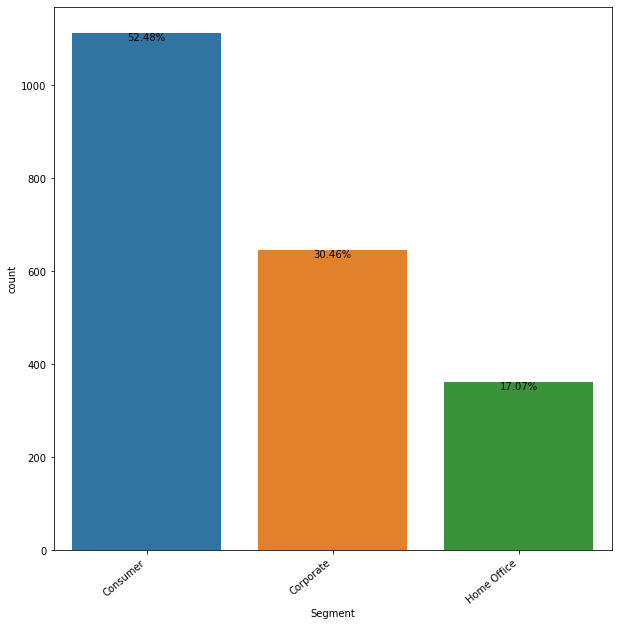 52.48%
30.46%
17.07%
1000
800
600
400
200
0
count
Consumer
Corporate
Home Office
Segment